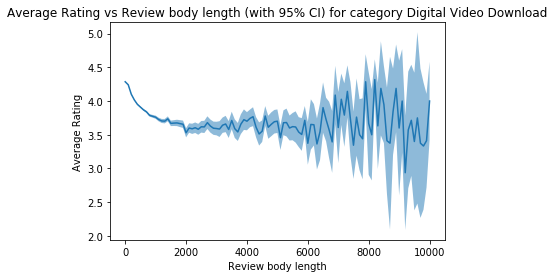 Average Rating vs Review body length (with 95% CI) for category Digital Video Download
5.0
4.5
4.0
3.5
3.0
2.5
2.0
Average Rating
0 2000 4000 6000 8000 10000
Review body length